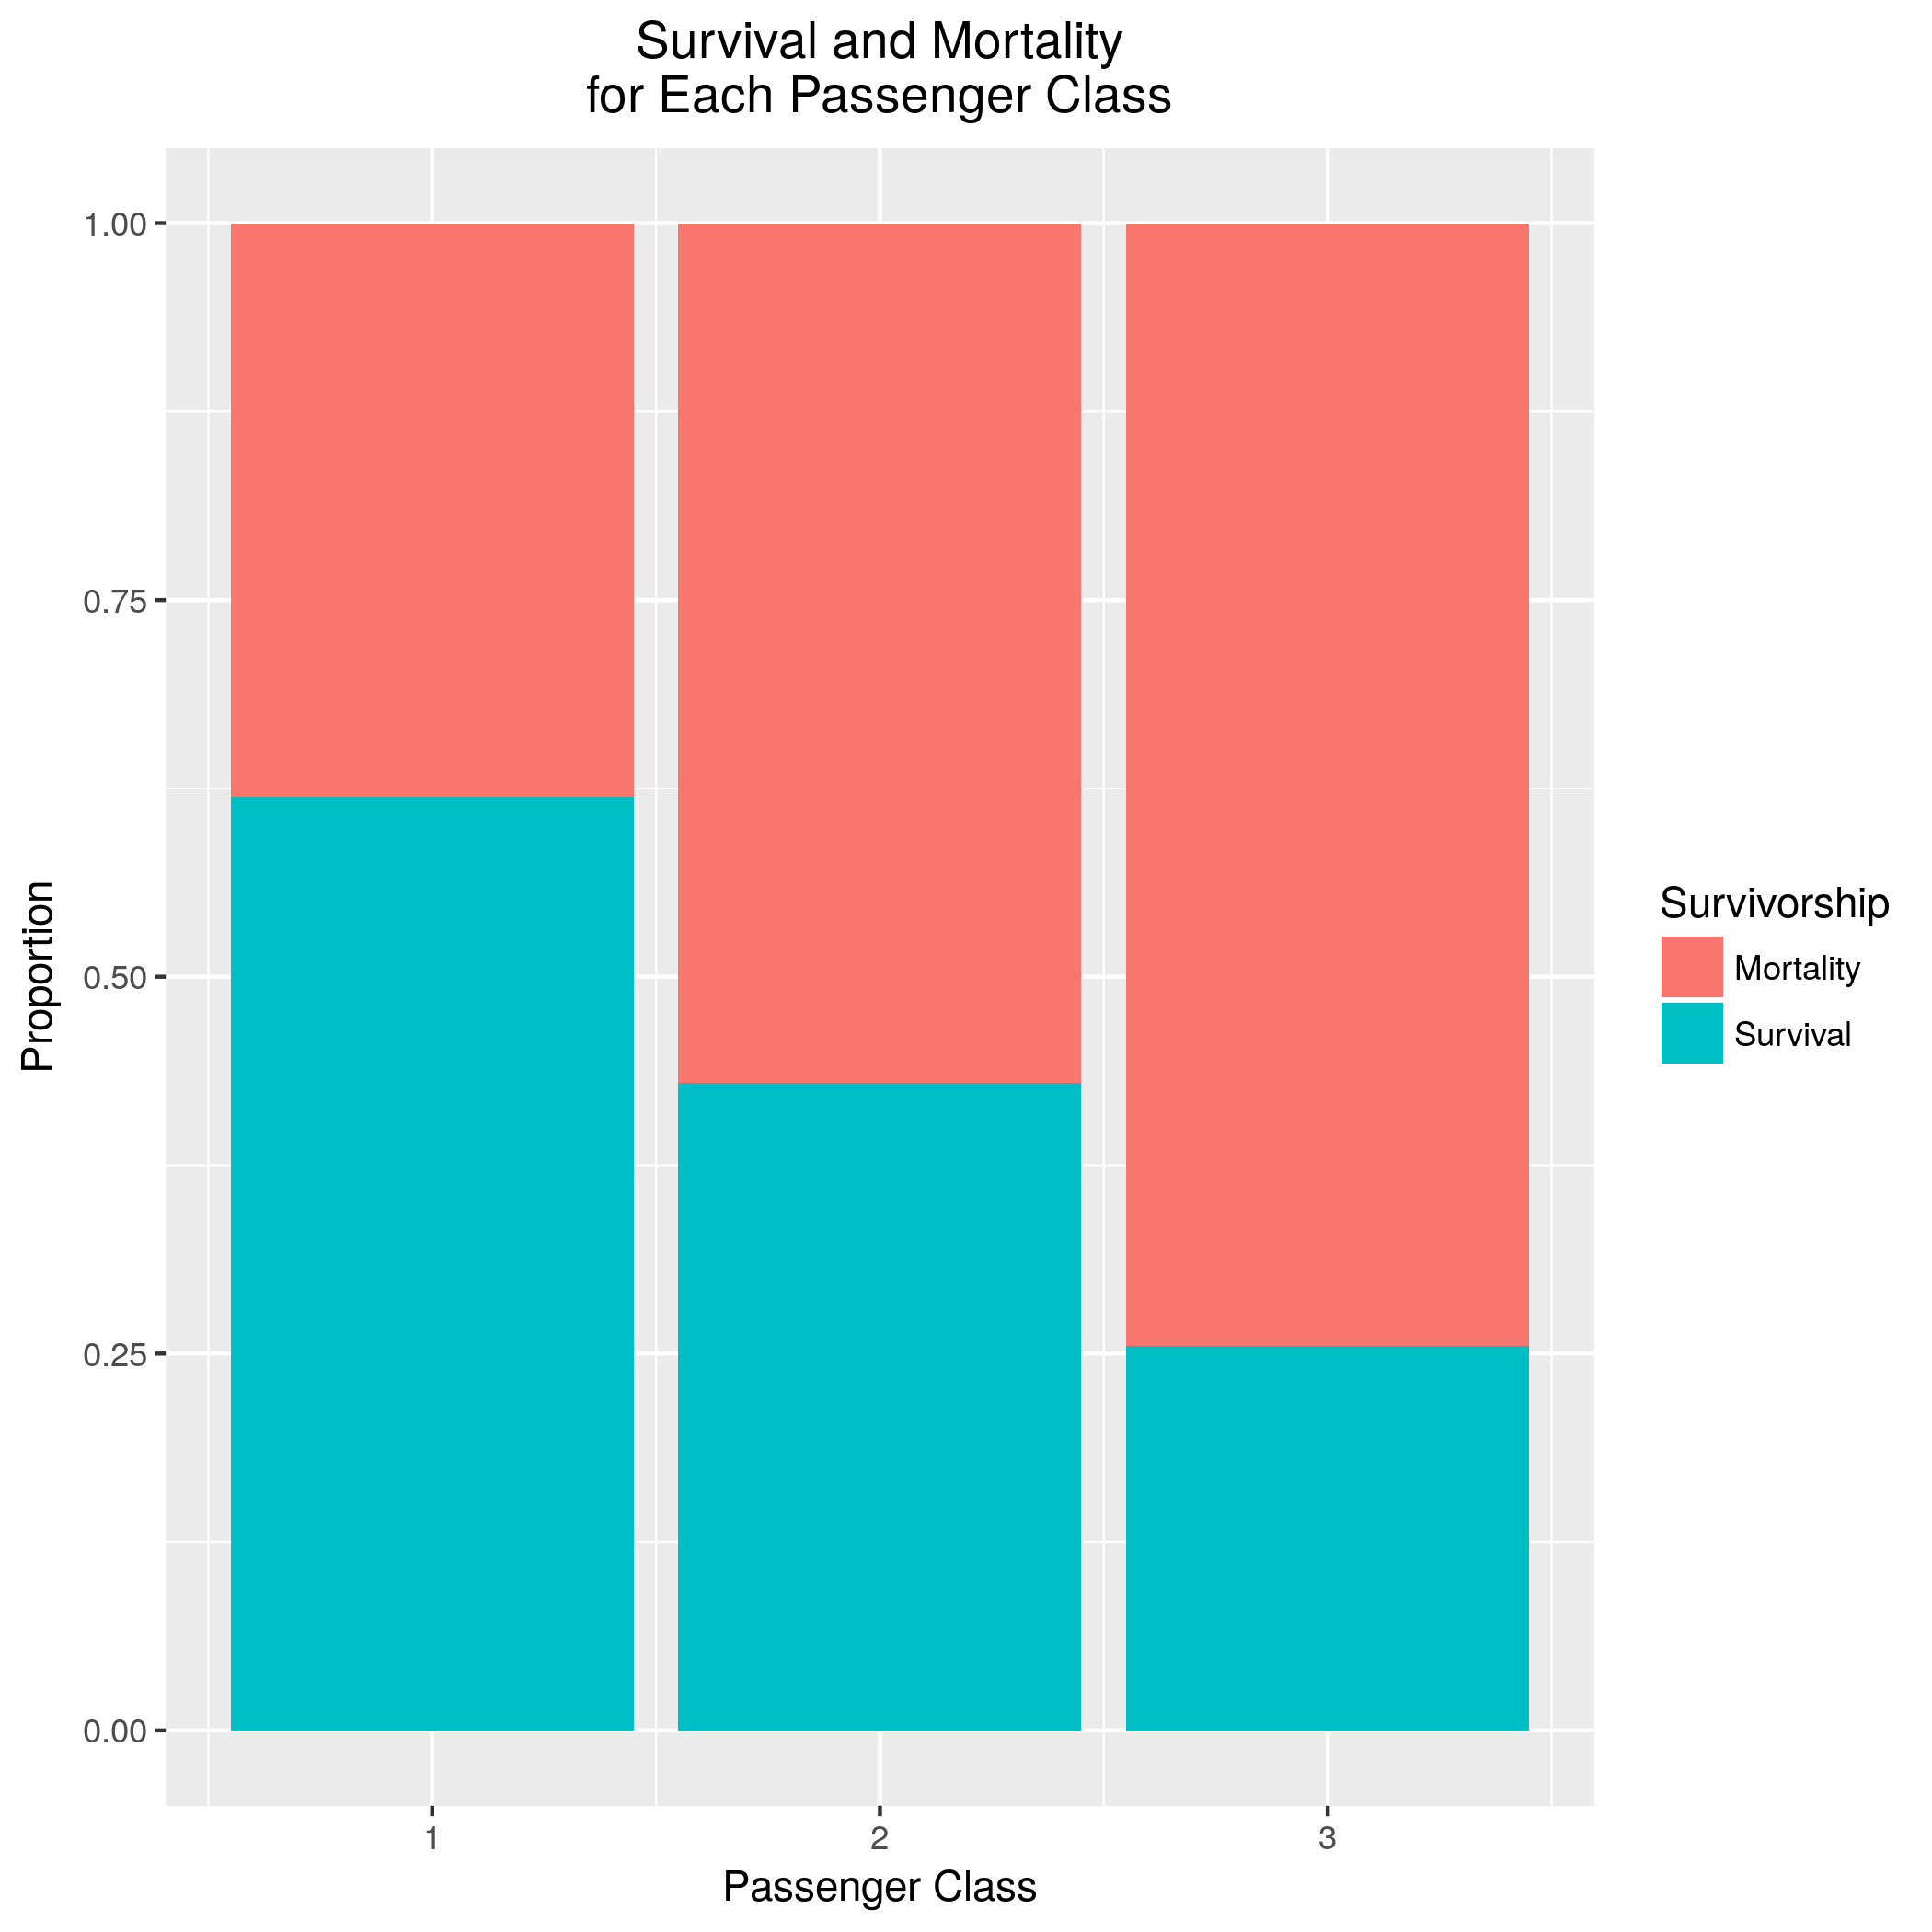 Survival and Mortality
for Each Passenger Class
1.00
0.75
0.50
0.25
0.00
Proportion
1
2
3
Passenger Class
Survivorship
Mortality
Survival